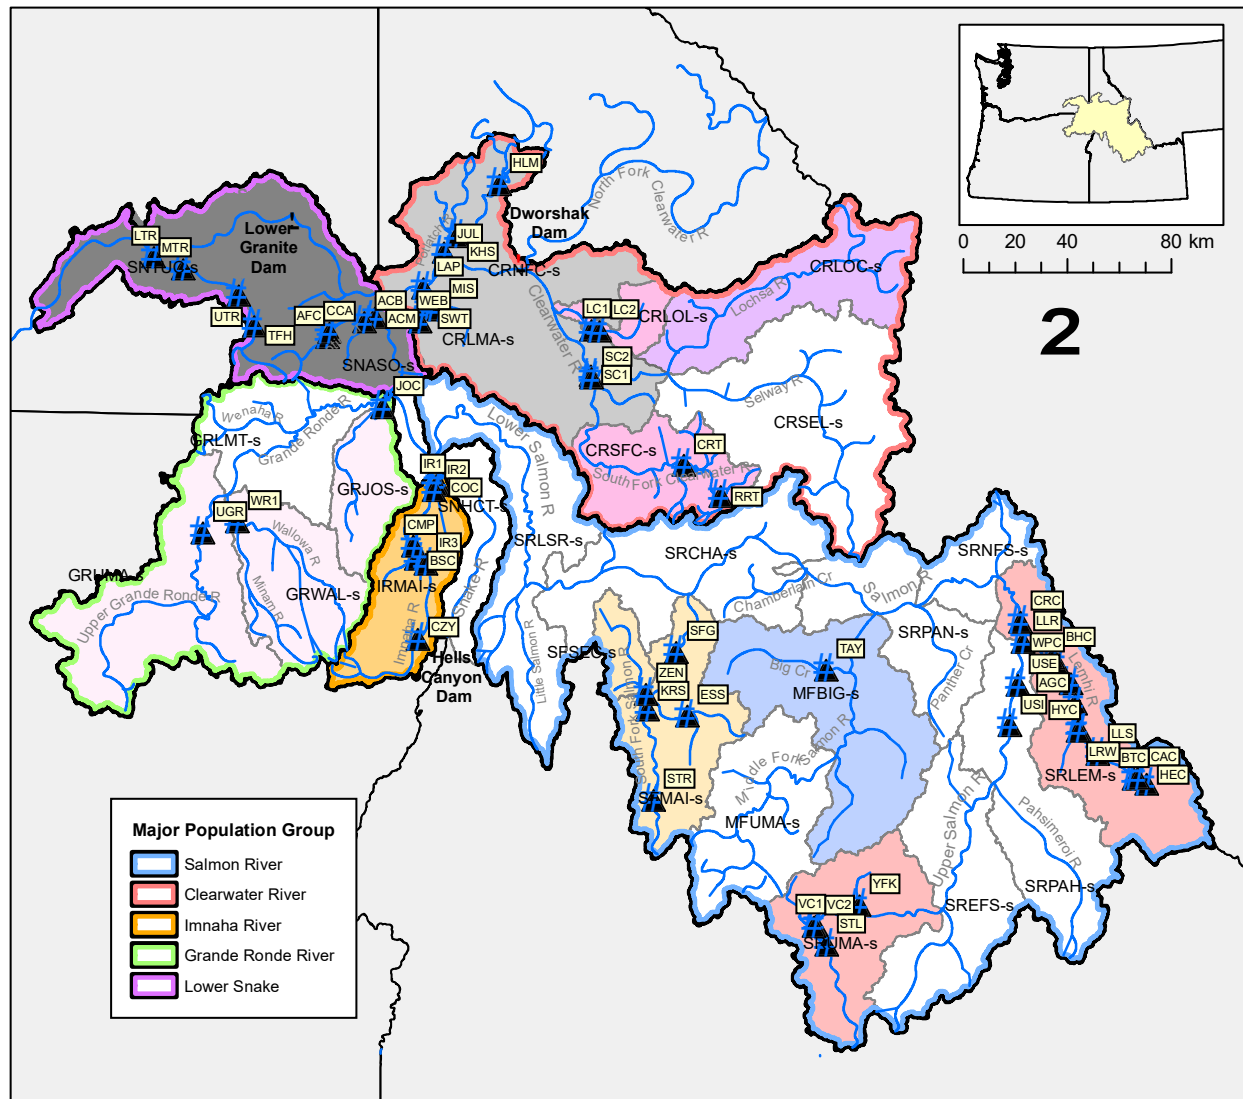 0 20 40 80 km
2
HLM
North Fork
Clearwater R
Dworshak
Dam
Potlatch R
JUL
KHS
LAP
CRNFC-s
MIS
LTR
MTR
SNTUC-s
Lower
Granite
Dam
UTR
TFH
AFC
CCA
ACB
ACM
WEB
SWT
CRLMA-s
SNASO-s
Clearwater R
LC1
LC2
CRLOL-s
CRLOC-s
Lochsa R
SC2
SC1
Selway R
CRSEL-s
JOC
Wenaha R
GRLMT-s
Grande Ronde R
GRJOS-s
Lower Salmon R
CRSFC-s
CRT
South Fork Clearwater R
RRT
IR1
IR2
COC
SNHCT-s
UGR
WR1
Wallowa R
CMP
IR3
BSC
IRMAI-s
SRLSR-s
SRCHA-s
SRNFS-s
GRUMA-s
Upper Grande Ronde R
Minam R
GRWAL-s
Snake R
Imnaha R
CZY
Hells
Canyon
Dam
Little Salmon R
SFSEC-s
Chamberlain Cr
Salmon R
SRPAN-s
Panther Cr
SFG
ZEN
KRS
ESS
South Fork Salmon R
STR
SFMAI-s
TAY
Big Cr
MFBIG-s
Middle Fork
Salmon R
MFUMA-s
CRC
LLR
WPC
BHC
USE
AGC
Lemhi R
USI
HYC
LLS
LRW
BTC
CAC
HEC
SRLEM-s
Upper Salmon R
Pahsimeroi R
SRPAH-s
SREFS-s
YFK
VC1
VC2
STL
SRUMA-s
Major Population Group
Salmon River
Clearwater River
Imnaha River
Grande Ronde River
Lower Snake